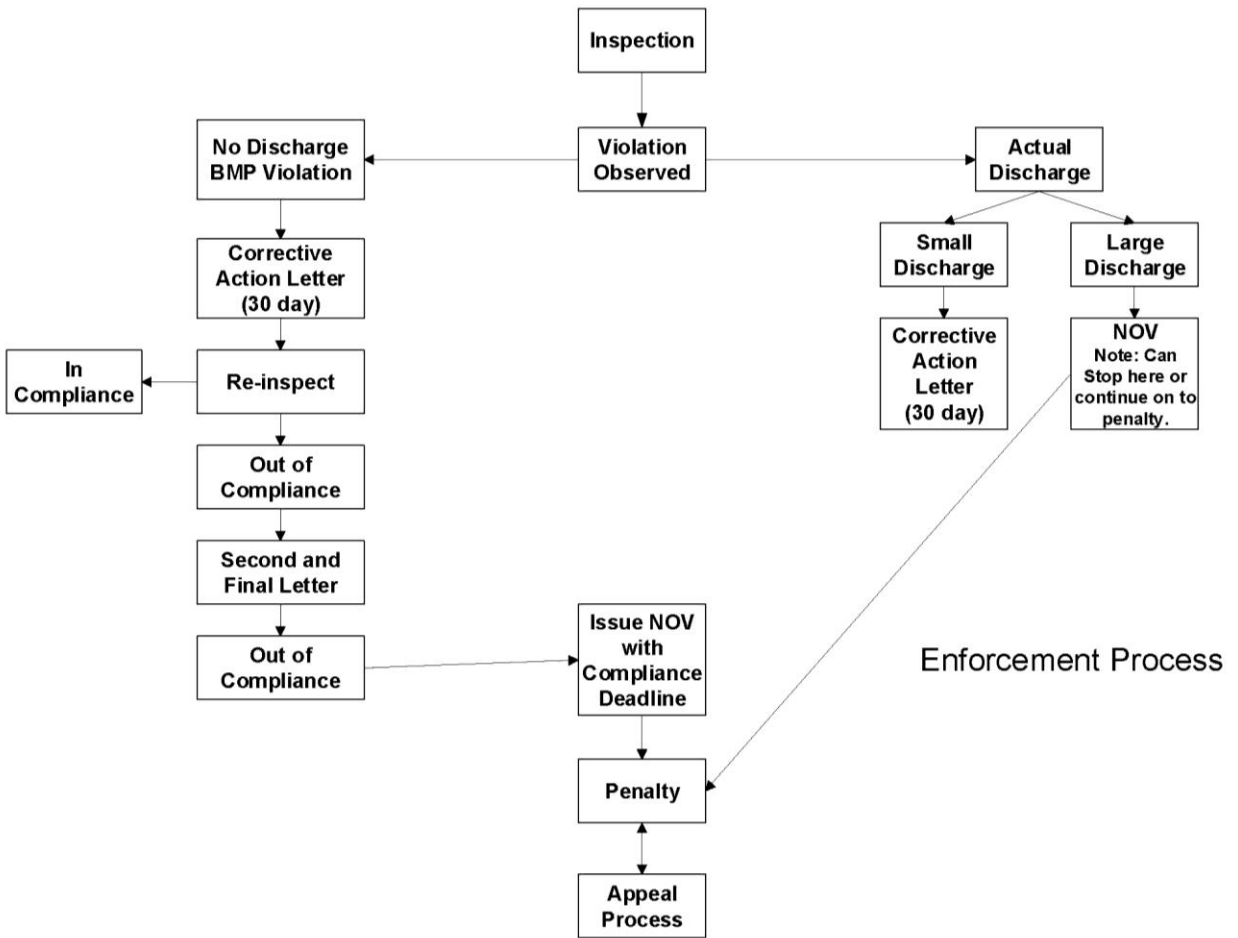 Inspection
No Discharge
BMP Violation
Violation
Observed
Actual
Discharge
Corrective
Action Letter
(30 day)
Small
Discharge
Large
Discharge
In
Compliance
Re-inspect
Corrective
Action
Letter
(30 day)
NOV
Note: Can
Stop here or
continue on to
penalty.
Out of
Compliance
Second and
Final Letter
Out of
Compliance
Issue NOV
with
Compliance
Deadline
Enforcement Process
Penalty
Appeal
Process